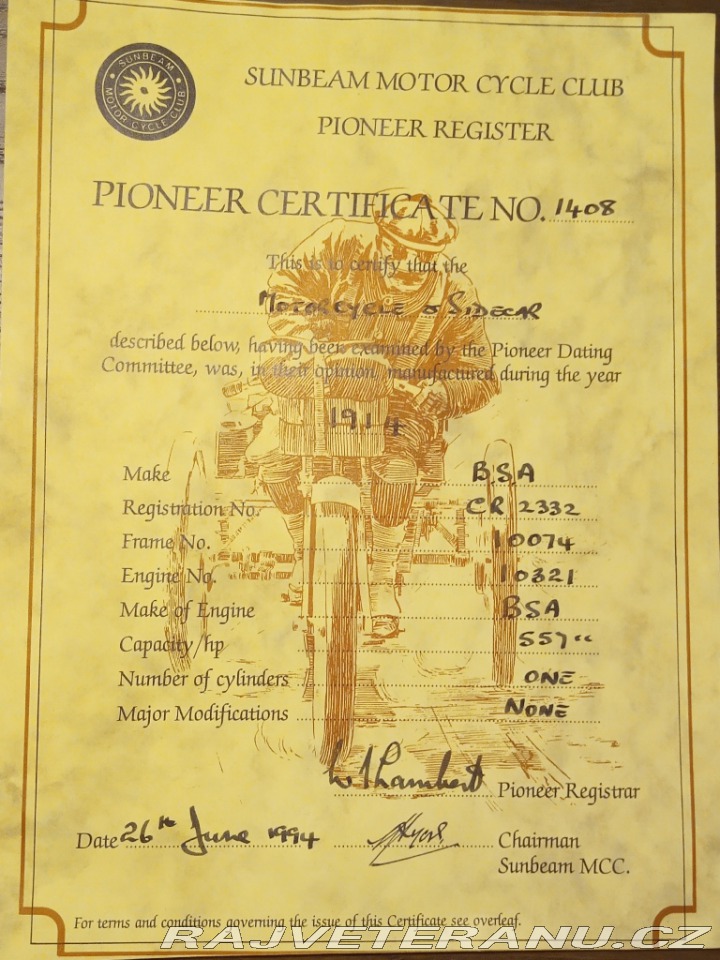 SUNBEAM
MOTOR CYCLE CLUB
SUNBEAM MOTOR CYCLE CLUB
PIONEER REGISTER
PIONEER CERTIFICATE NO. 1408
This is to certify that the
MOTORCYCLE & SIDECAR
described below, having been examined by the Pioneer Dating
Committee, was, in their opinion, manufactured during the year
1914
Make BSA
Registration No. CR 2332
Frame No. 10074
Engine No. 10321
Make of Engine BSA
Capacity/hp 557 cc
Number of cylinders ONE
Major Modifications NONE
Pioneer Registrar
Date 26th June 1994 Chairman
Sunbeam MCC.
For terms and conditions governing the issue of this Certificate see overleaf.
RAJVETERANU.CZ